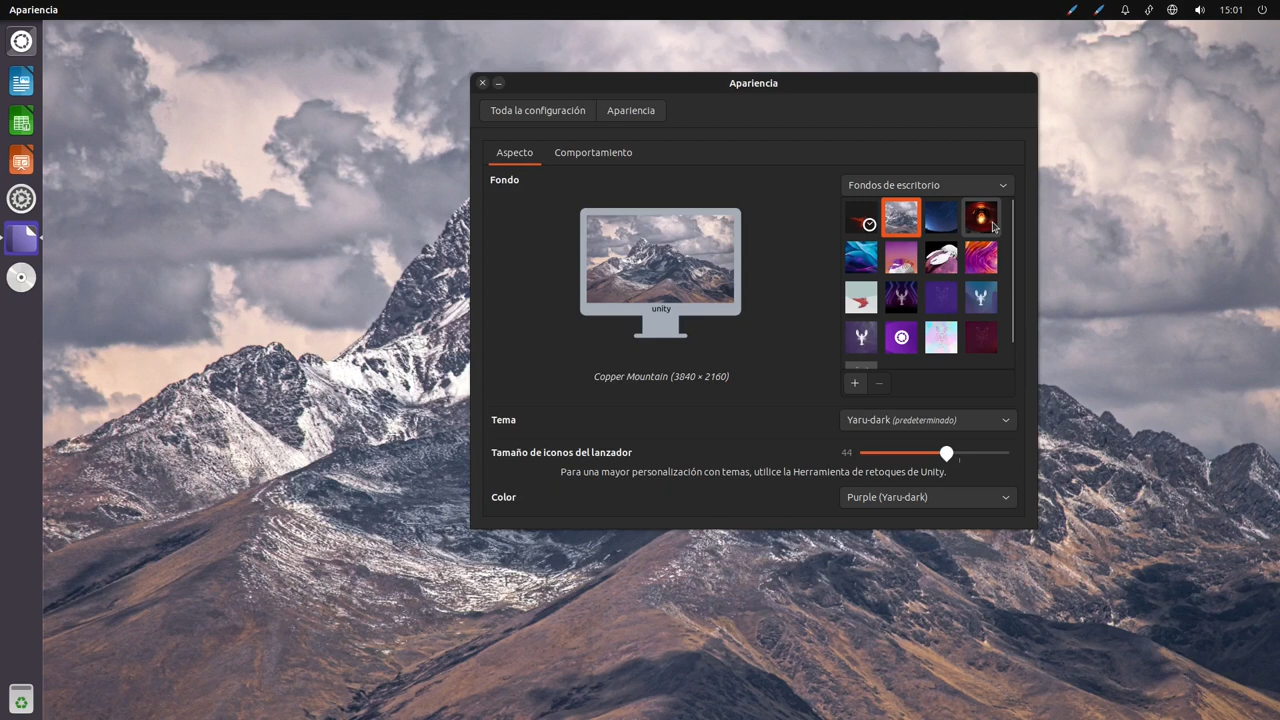 Apariencia
15:01
Apariencia
Toda la configuración
Apariencia
Aspecto
Comportamiento
Fondo
Fondos de escritorio
unity
Copper Mountain (3840 × 2160)
Tema
Yaru-dark (predeterminado)
Tamaño de iconos del lanzador
44
Para una mayor personalización con temas, utilice la Herramienta de retoques de Unity.
Color
Purple (Yaru-dark)